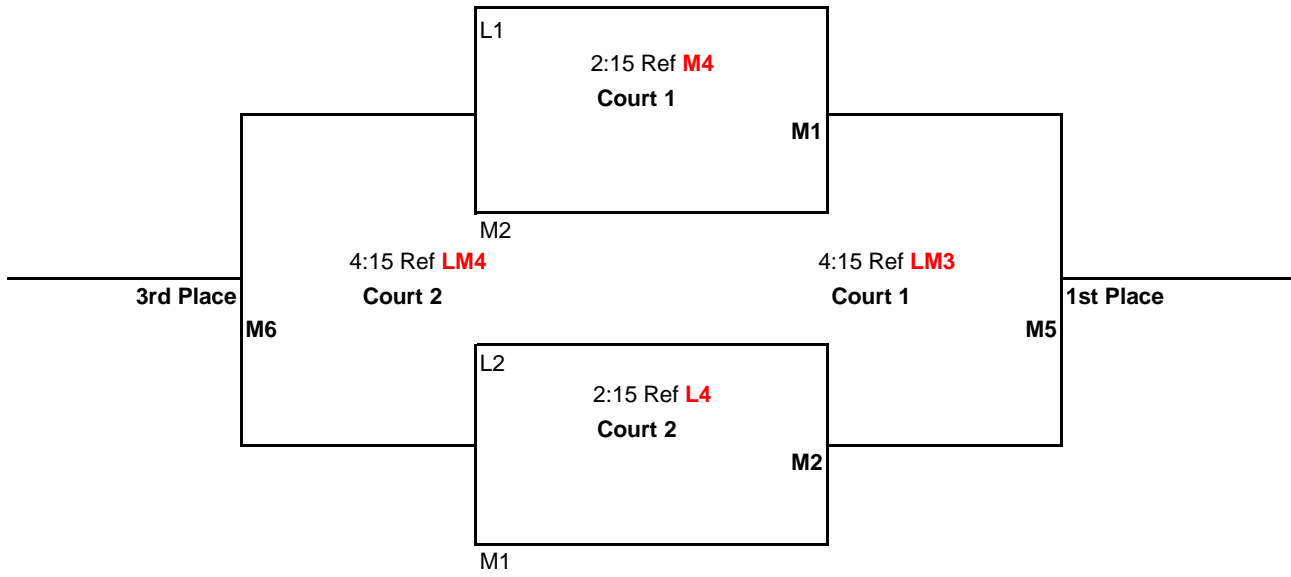 L1
2:15 Ref M4
Court 1
M1
M2
4:15 Ref LM4
4:15 Ref LM3
3rd Place
Court 2
Court 1
1st Place
M6
M5
L2
2:15 Ref L4
Court 2
M2
M1